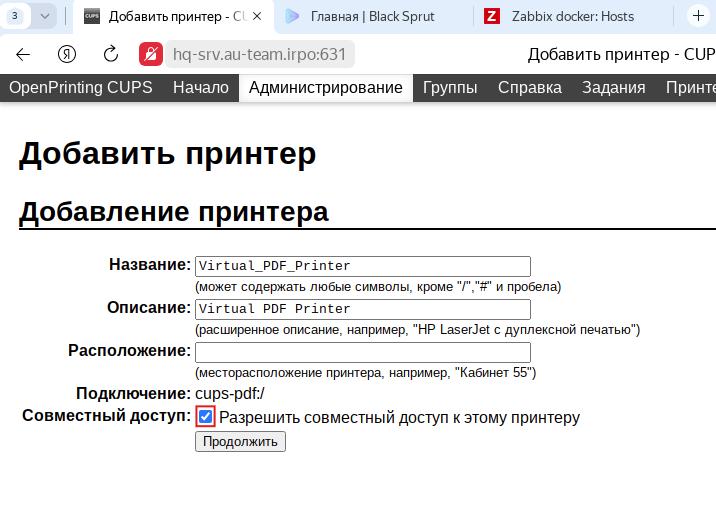 3 Добавить принтер - CU Главная | Black Sprut Zabbix docker: Hosts
hq-srv.au-team.irpo:631 Добавить принтер - CUP
OpenPrinting CUPS Начало Администрирование Группы Справка Задания Принте
Добавить принтер
Добавление принтера
Название: Virtual_PDF_Printer
(может содержать любые символы, кроме "/","#" и пробела)
Описание: Virtual PDF Printer
(расширенное описание, например, "HP LaserJet с дуплексной печатью")
Расположение:
(месторасположение принтера, например, "Кабинет 55")
Подключение: cups-pdf:/
Совместный доступ: Разрешить совместный доступ к этому принтеру
Продолжить